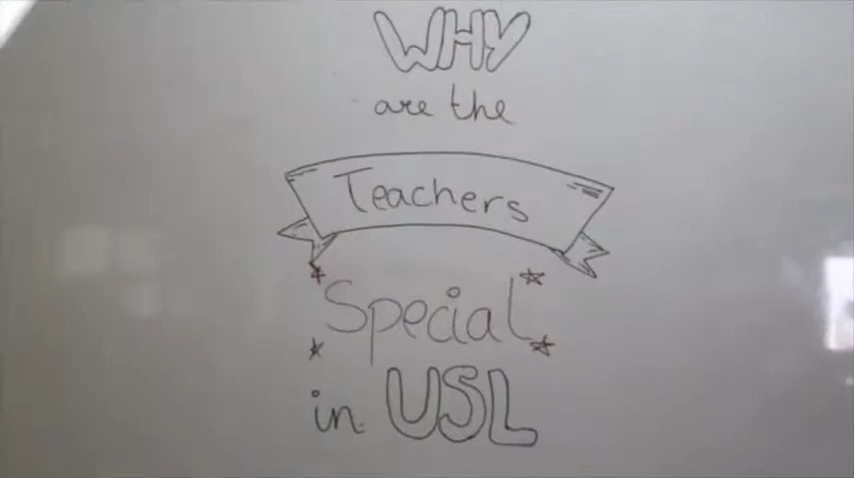 WHY
are the
Teachers
Special
in USL